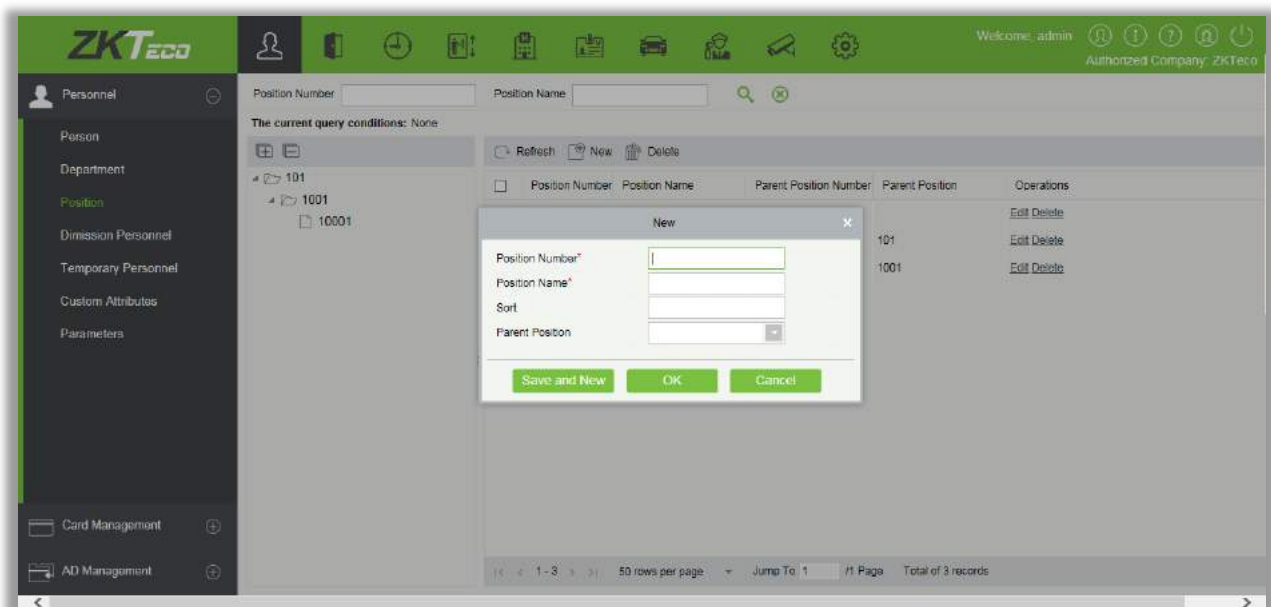 ZKTeco
Welcome, admin
Authorized Company: ZKTeco
Personnel
Person
Department
Position
Dimission Personnel
Temporary Personnel
Custom Attributes
Parameters
Card Management
AD Management
Position Number
Position Name
The current query conditions: None
101
1001
10001
Refresh New Delete
Position Number Position Name Parent Position Number Parent Position Operations
Edit Delete
101 Edit Delete
1001 Edit Delete
New
Position Number*
Position Name*
Sort
Parent Position
Save and New OK Cancel
1-3 50 rows per page Jump To 1 /1 Page Total of 3 records